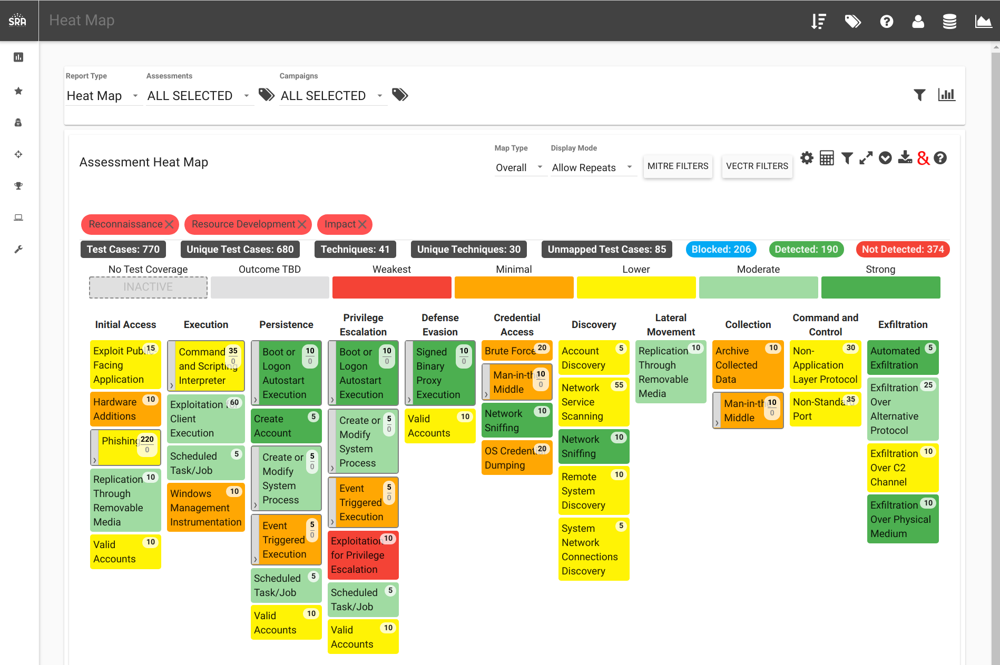 SRA
Heat Map
Report Type
Assessments
Campaigns
Heat Map
ALL SELECTED
ALL SELECTED
Assessment Heat Map
Map Type
Display Mode
Overall
Allow Repeats
MITRE FILTERS
VECTR FILTERS
&
Reconnaissance
Resource Development
Impact
Test Cases: 770
Unique Test Cases: 680
Techniques: 41
Unique Techniques: 30
Unmapped Test Cases: 85
Blocked: 206
Detected: 190
Not Detected: 374
No Test Coverage
Outcome TBD
Weakest
Minimal
Lower
Moderate
Strong
INACTIVE
Initial Access
Exploit Public-
15
Facing
Application
Hardware
10
Additions
Phishing
220
0
Replication
10
Through
Removable
Media
Valid
10
Accounts
Execution
Command
35
and Scripting
0
Interpreter
Exploitation for
60
Client
Execution
Scheduled
5
Task/Job
Windows
10
Management
Instrumentation
Persistence
Boot or
10
Logon
0
Autostart
Execution
Create
5
Account
Create or
5
Modify
0
System
Process
Event
5
Triggered
0
Execution
Scheduled
5
Task/Job
Valid
10
Accounts
Privilege
Escalation
Boot or
10
Logon
0
Autostart
Execution
Create or
5
Modify
0
System
Process
Event
5
Triggered
0
Execution
Exploitation
10
for Privilege
Escalation
Scheduled
5
Task/Job
Valid
10
Accounts
Defense
Evasion
Signed
10
Binary
0
Proxy
Execution
Valid
10
Accounts
Credential
Access
Brute Force
20
Man-in-the-
10
Middle
0
Network
10
Sniffing
OS Credential
20
Dumping
Discovery
Account
5
Discovery
Network
55
Service
Scanning
Network
10
Sniffing
Remote
10
System
Discovery
System
5
Network
Connections
Discovery
Lateral
Movement
Replication
10
Through
Removable
Media
Collection
Archive
10
Collected
Data
Man-in-the-
10
Middle
0
Command and
Control
Non-
30
Application
Layer Protocol
Non-Standard
35
Port
Exfiltration
Automated
5
Exfiltration
Exfiltration
25
Over
Alternative
Protocol
Exfiltration
10
Over C2
Channel
Exfiltration
10
Over Physical
Medium